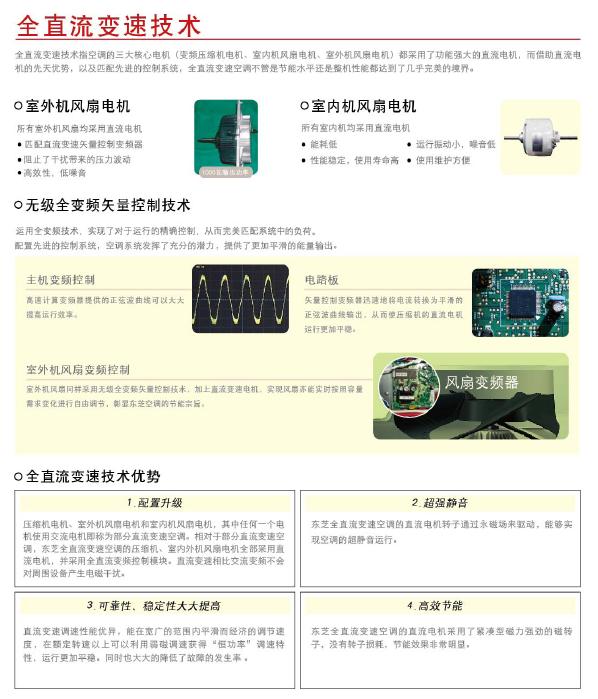 全直流变速技术
全直流变速技术指空调的三大核心电机（变频压缩机电机、室内机风扇电机、室外机风扇电机）都采用了功能强大的直流电机，而借助直流电
机的先天优势，以及匹配先进的控制系统，全直流变速空调不管是节能水平还是整机性能都达到了几乎完美的境界。
室外机风扇电机
所有室外机风扇均采用直流电机
● 匹配直流变速矢量控制变频器
● 阻止了干扰带来的压力波动
● 高效性，低噪音
1000瓦输出功率
室内机风扇电机
所有室内机均采用直流电机
● 能耗低
● 运行振动小，噪音低
● 性能稳定，使用寿命高
● 使用维护方便
无级全变频矢量控制技术
运用全变频技术，实现了对于运行的精确控制，从而完美匹配系统中的负荷。
配置先进的控制系统，空调系统发挥了充分的潜力，提供了更加平滑的能量输出。
主机变频控制
高速计算变频器提供的正弦波曲线可以大大
提高运行效率。
电路板
矢量控制变频器迅速地将电流转换为平滑的
正弦波曲线输出，从而使压缩机的直流电机
运行更加平稳。
室外机风扇变频控制
室外机风扇同样采用无级全变频矢量控制技术，加上直流变速电机，实现风扇亦能实时按照容量
需求变化进行自由调节，彰显东芝空调的节能宗旨。
风扇变频器
全直流变速技术优势
1.配置升级
压缩机电机、室外机风扇电机和室内机风扇电机，其中任何一个电
机使用交流电机即称为部分直流变速空调。相对于部分直流变速空
调，东芝全直流变速空调的压缩机、室内外机风扇电机全部采用直
流电机，并采用全直流变频控制模块。直流变速相比交流变频不会
对周围设备产生电磁干扰。
2.超强静音
东芝全直流变速空调的直流电机转子通过永磁场来驱动，能够实
现空调的超静音运行。
3.可靠性、稳定性大大提高
直流变速调速性能优异，能在宽广的范围内平滑而经济的调节速
度，在额定转速以上可以利用弱磁调速获得“恒功率”调速特
性，运行更加平稳。同时也大大的降低了故障的发生率 。
4.高效节能
东芝全直流变速空调的直流电机采用了紧凑型磁力强劲的磁转
子，没有转子损耗，节能效果非常明显。